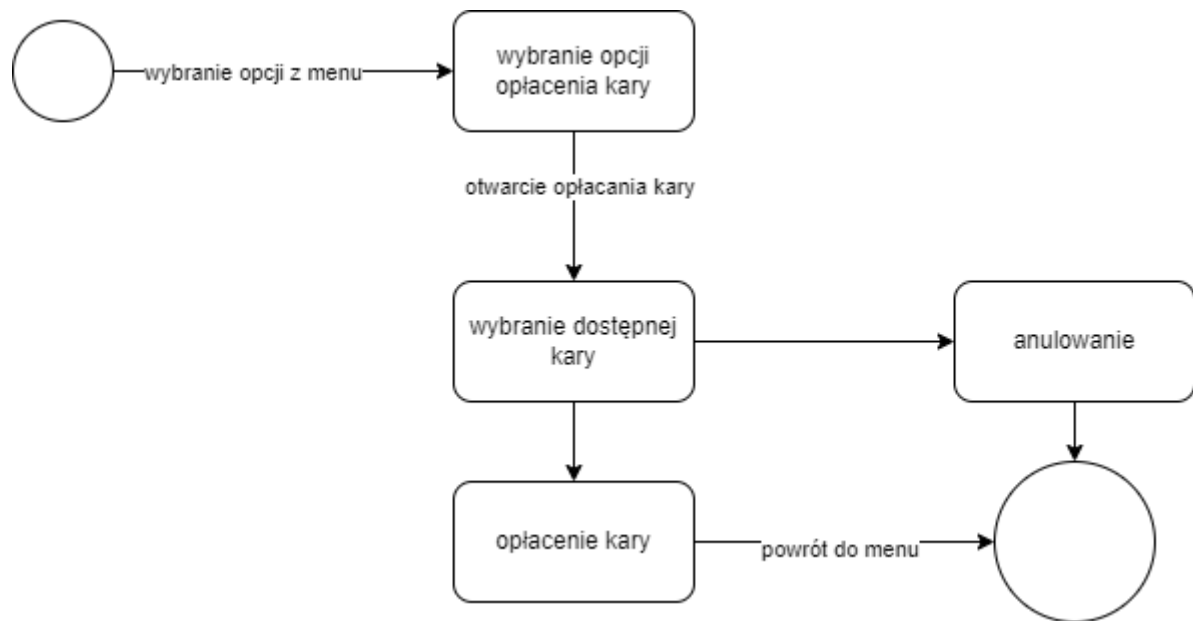 wybranie opcji z menu
wybranie opcji
opłacenia kary
otwarcie opłacania kary
wybranie dostępnej
kary
anulowanie
opłacenie kary
powrót do menu